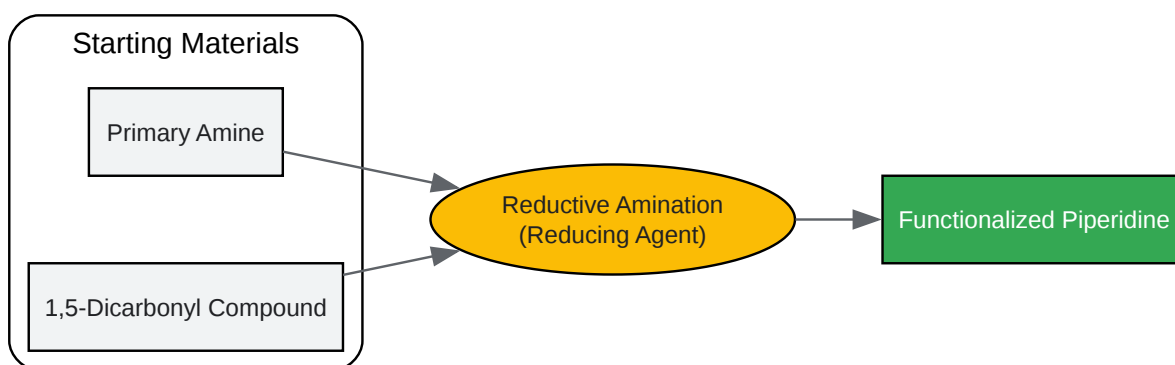 Starting Materials
Primary Amine
1,5-Dicarbonyl Compound
Reductive Amination
(Reducing Agent)
Functionalized Piperidine